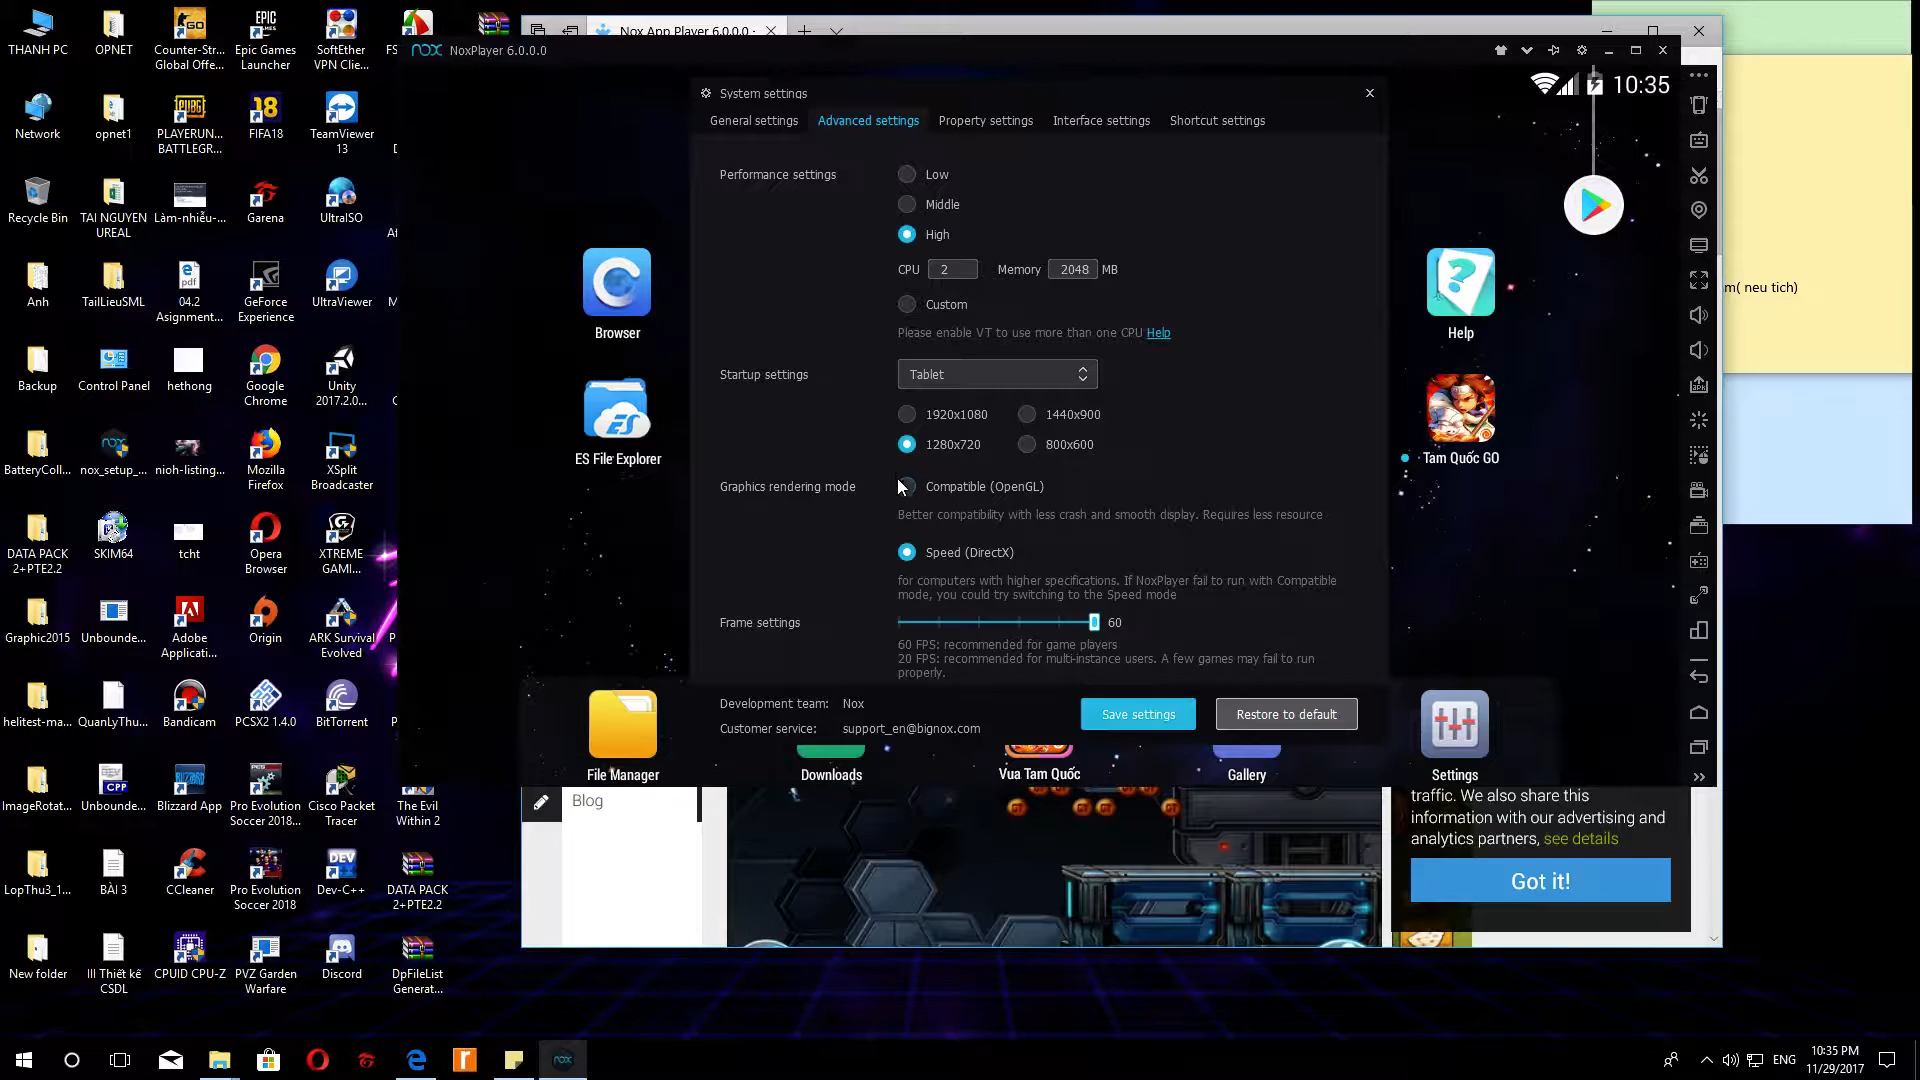 THANH PC
OPNET
Counter-Str...
Global Offe...
Epic Games
Launcher
SoftEther
VPN Clie...
Network
opnet1
PLAYERUN...
BATTLEGR...
FIFA18
TeamViewer
13
Recycle Bin
TAI NGUYEN
UREAL
Làm-nhiễu-...
Garena
UltraISO
Anh
TailLieuSML
04.2
Asignment...
GeForce
Experience
UltraViewer
Backup
Control Panel
hethong
Google
Chrome
Unity
2017.2.0...
BatteryColl...
nox_setup_...
nioh-listing...
Mozilla
Firefox
XSplit
Broadcaster
DATA PACK
2+PTE2.2
SKIM64
tcht
Opera
Browser
XTREME
GAMI...
Graphic2015
Unbounde...
Adobe
Applicati...
Origin
ARK Survival
Evolved
helitest-ma...
QuanLyThu...
Bandicam
PCSX2 1.4.0
BitTorrent
ImageRotat...
Unbounde...
Blizzard App
Pro Evolution
Soccer 2018...
Cisco Packet
Tracer
The Evil
Within 2
LopThu3_1...
BÀI 3
CCleaner
Pro Evolution
Soccer 2018
Dev-C++
DATA PACK
2+PTE2.2
New folder
III Thiết kế
CSDL
CPUID CPU-Z
PVZ Garden
Warfare
Discord
DpFileList
Generat...
Nox App Player 6.0.0.0 -
nox NoxPlayer 6.0.0.0
10:35
System settings
General settings
Advanced settings
Property settings
Interface settings
Shortcut settings
Performance settings
Low
Middle
High
CPU 2 Memory 2048 MB
Custom
Please enable VT to use more than one CPU Help
Startup settings
Tablet
1920x1080
1440x900
1280x720
800x600
Graphics rendering mode
Compatible (OpenGL)
Better compatibility with less crash and smooth display. Requires less resource
Speed (DirectX)
for computers with higher specifications. If NoxPlayer fail to run with Compatible
mode, you could try switching to the Speed mode
Frame settings
60
60 FPS: recommended for game players
20 FPS: recommended for multi-instance users. A few games may fail to run
properly.
Development team: Nox
Customer service: support_en@bignox.com
Save settings
Restore to default
Browser
ES File Explorer
Help
Tam Quốc GO
File Manager
Downloads
Vua Tam Quốc
Gallery
Settings
m( neu tich)
Blog
traffic. We also share this
information with our advertising and
analytics partners, see details
Got it!
ENG
10:35 PM
11/29/2017